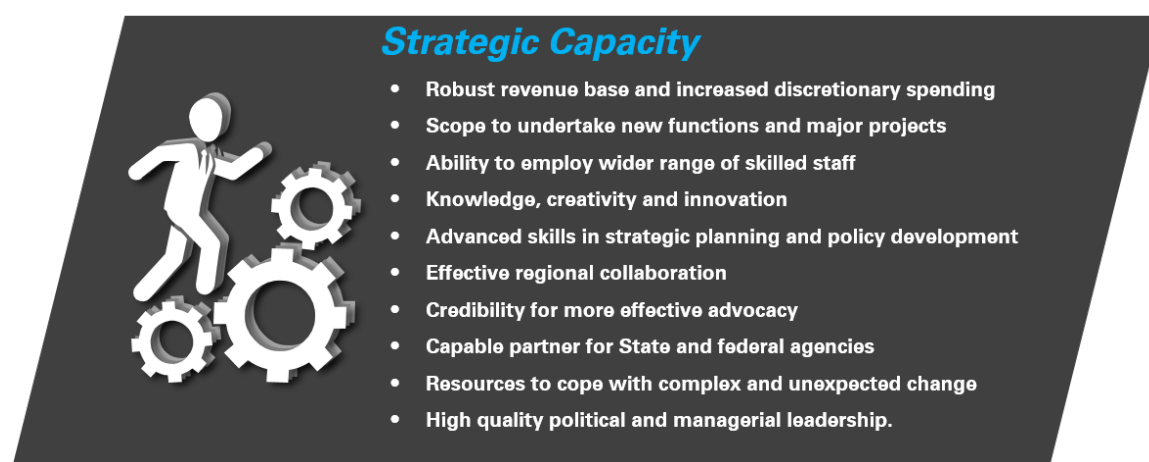 Strategic Capacity
• Robust revenue base and increased discretionary spending
• Scope to undertake new functions and major projects
• Ability to employ wider range of skilled staff
• Knowledge, creativity and innovation
• Advanced skills in strategic planning and policy development
• Effective regional collaboration
• Credibility for more effective advocacy
• Capable partner for State and federal agencies
• Resources to cope with complex and unexpected change
• High quality political and managerial leadership.